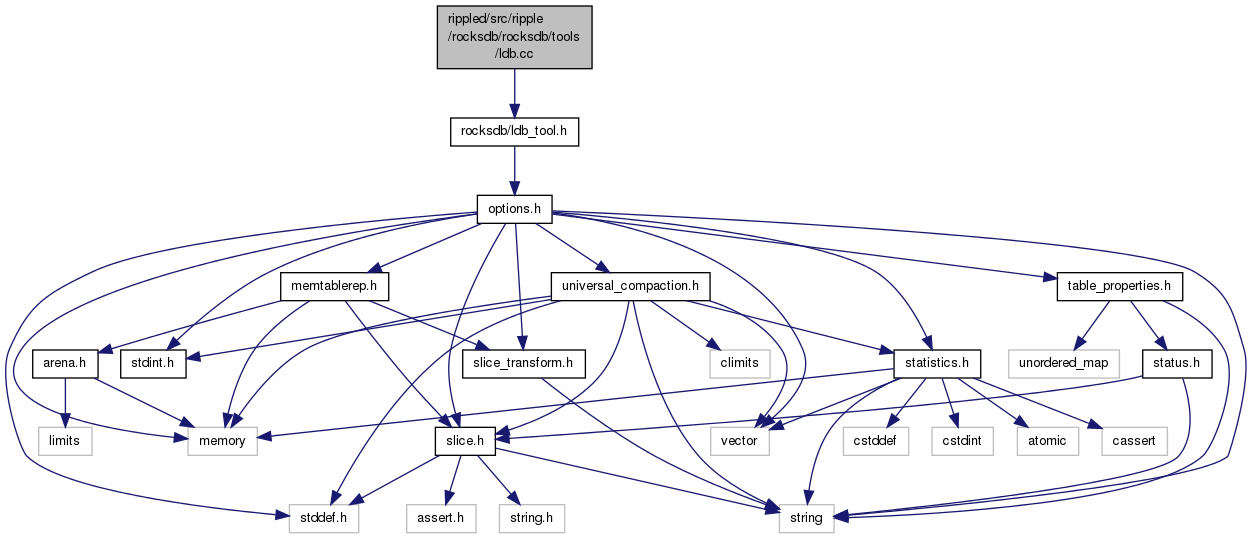 rippled/src/ripple
/rocksdb/rocksdb/tools
/ldb.cc
rocksdb/ldb_tool.h
options.h
memtablerep.h
universal_compaction.h
table_properties.h
arena.h
stdint.h
slice_transform.h
climits
statistics.h
unordered_map
status.h
limits
memory
slice.h
vector
cstddef
cstdint
atomic
cassert
stddef.h
assert.h
string.h
string